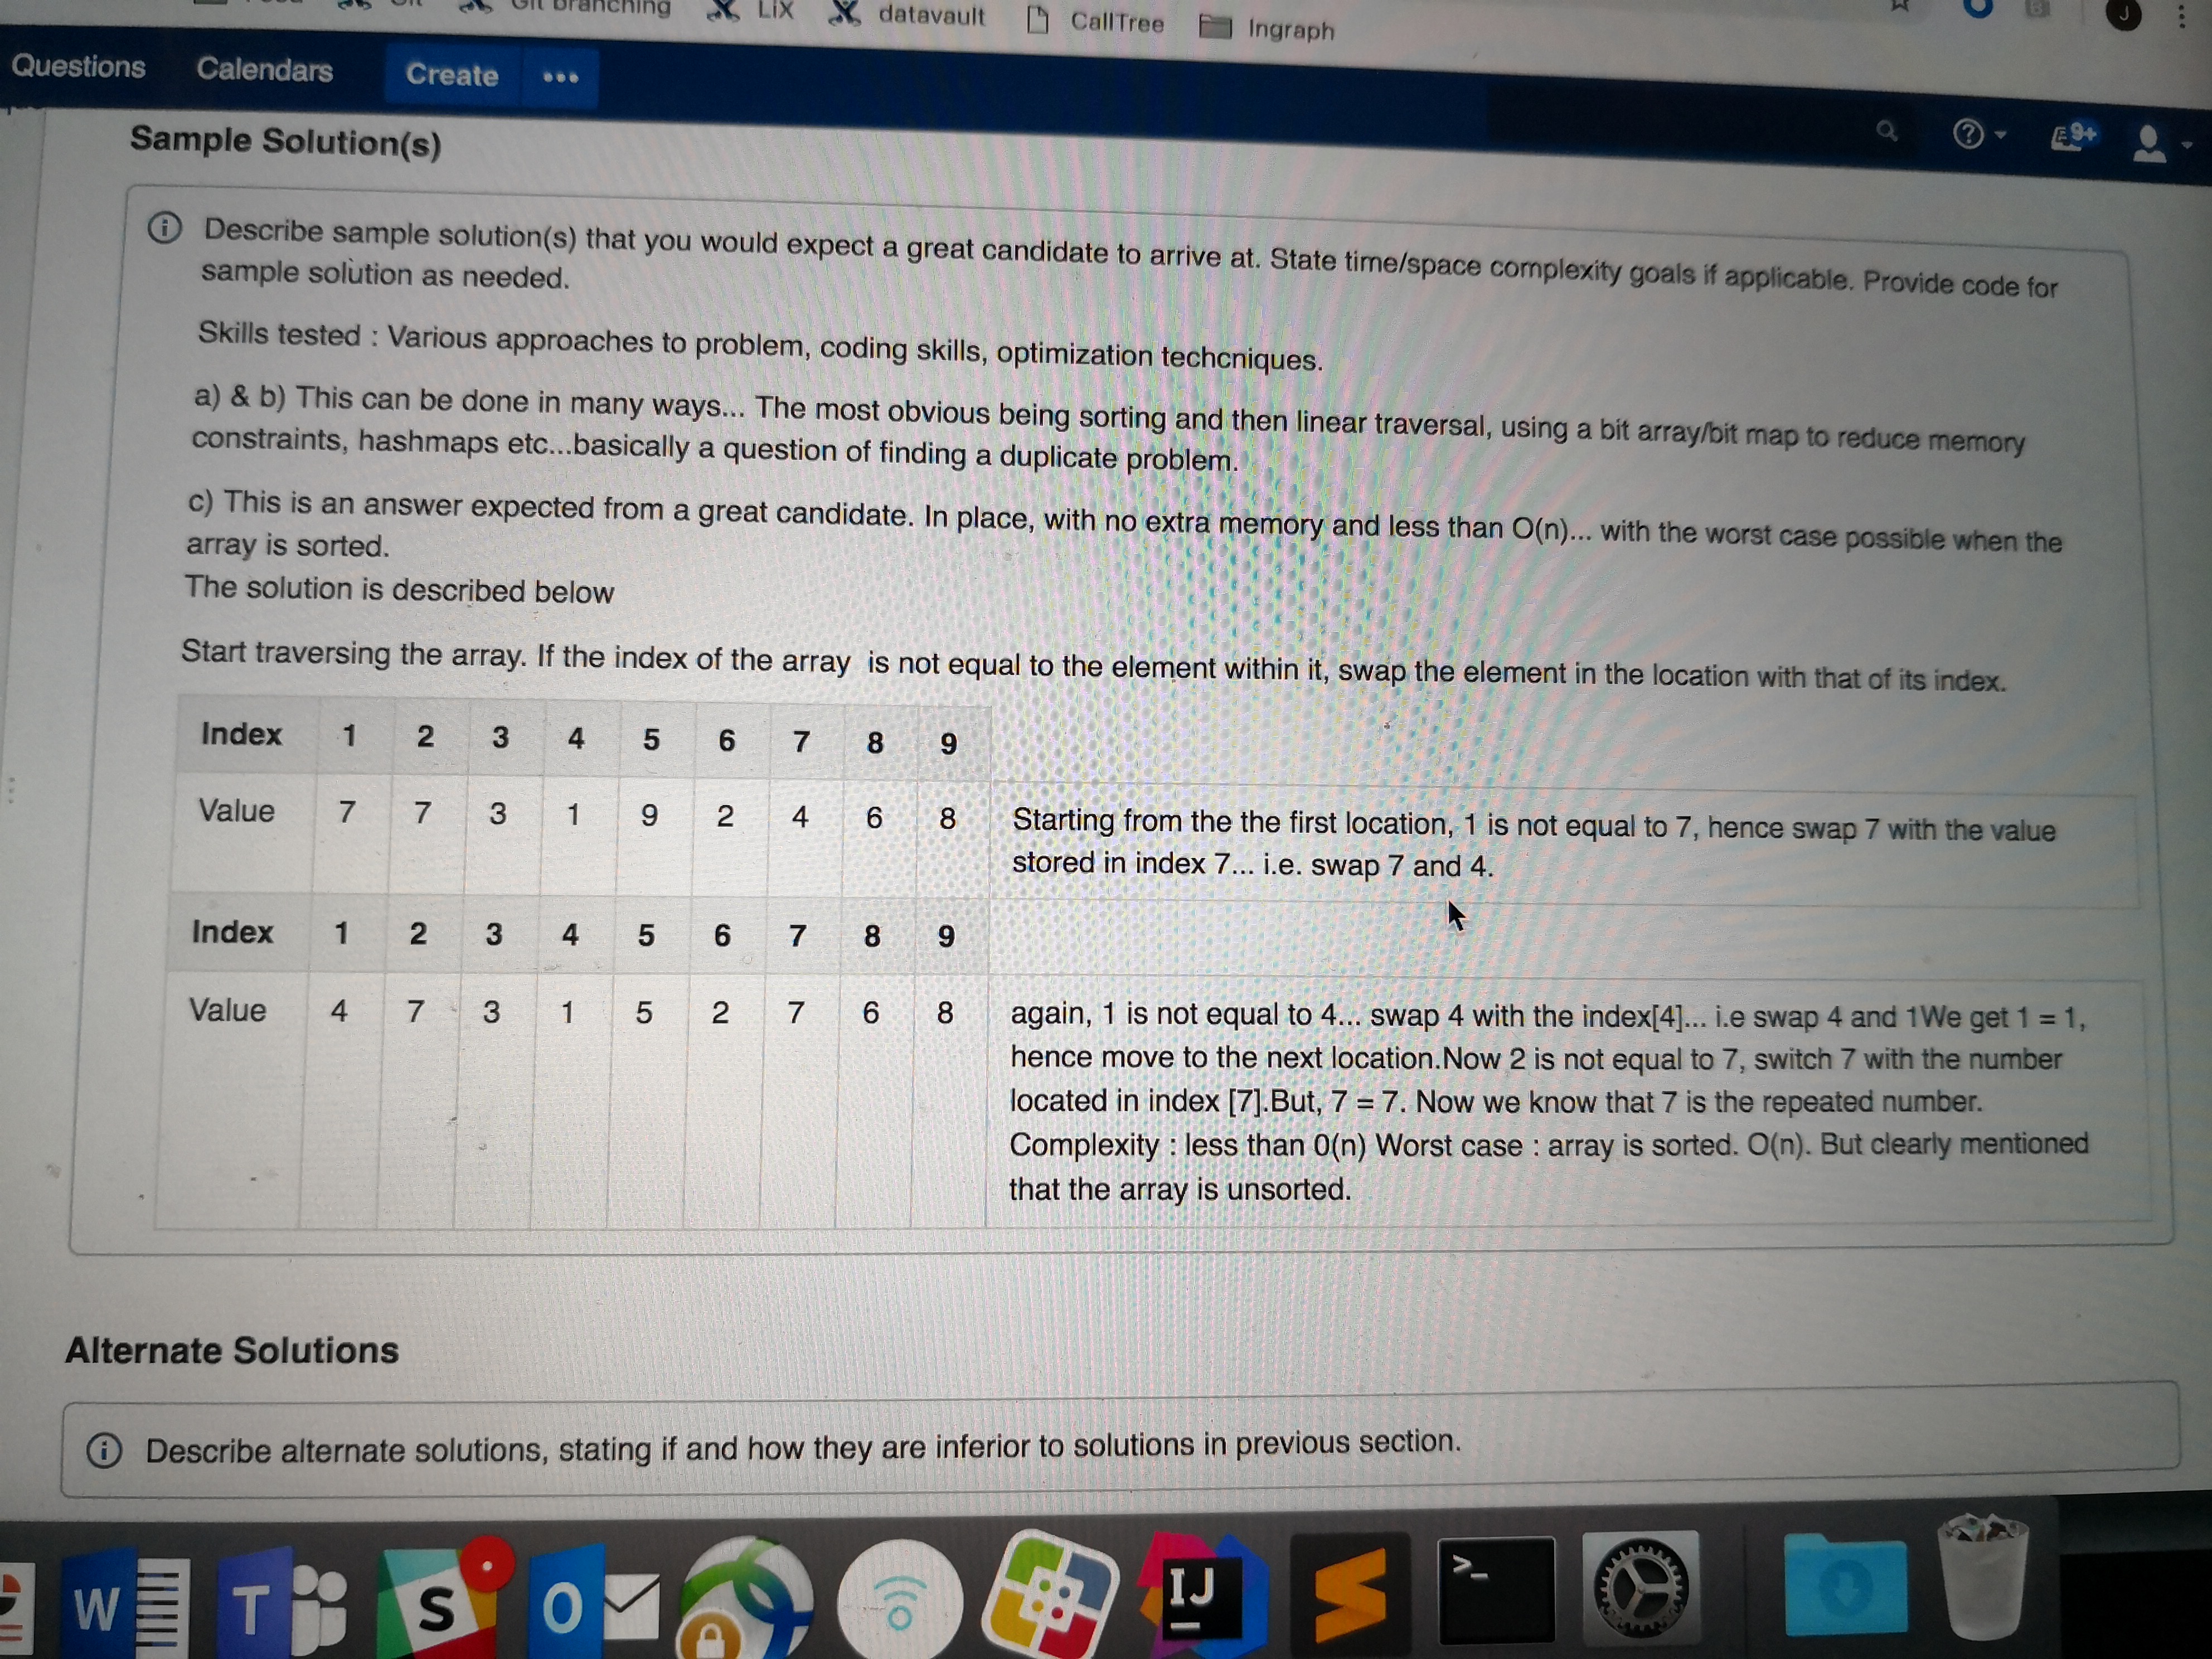 Git branching
LiX
datavault
CallTree
Ingraph
J
Questions
Calendars
Create
•••
9+
Sample Solution(s)
Describe sample solution(s) that you would expect a great candidate to arrive at. State time/space complexity goals if applicable. Provide code for
sample solution as needed.
Skills tested : Various approaches to problem, coding skills, optimization techcniques.
a) & b) This can be done in many ways... The most obvious being sorting and then linear traversal, using a bit array/bit map to reduce memory
constraints, hashmaps etc...basically a question of finding a duplicate problem.
c) This is an answer expected from a great candidate. In place, with no extra memory and less than O(n)... with the worst case possible when the
array is sorted.
The solution is described below
Start traversing the array. If the index of the array is not equal to the element within it, swap the element in the location with that of its index.
Index 1 2 3 4 5 6 7 8 9
Value 7 7 3 1 9 2 4 6 8
Starting from the the first location, 1 is not equal to 7, hence swap 7 with the value
stored in index 7... i.e. swap 7 and 4.
Index 1 2 3 4 5 6 7 8 9
Value 4 7 3 1 5 2 7 6 8
again, 1 is not equal to 4... swap 4 with the index[4]... i.e swap 4 and 1We get 1 = 1,
hence move to the next location.Now 2 is not equal to 7, switch 7 with the number
located in index [7].But, 7 = 7. Now we know that 7 is the repeated number.
Complexity : less than 0(n) Worst case : array is sorted. O(n). But clearly mentioned
that the array is unsorted.
Alternate Solutions
Describe alternate solutions, stating if and how they are inferior to solutions in previous section.
W
T
S
O
IJ
>_